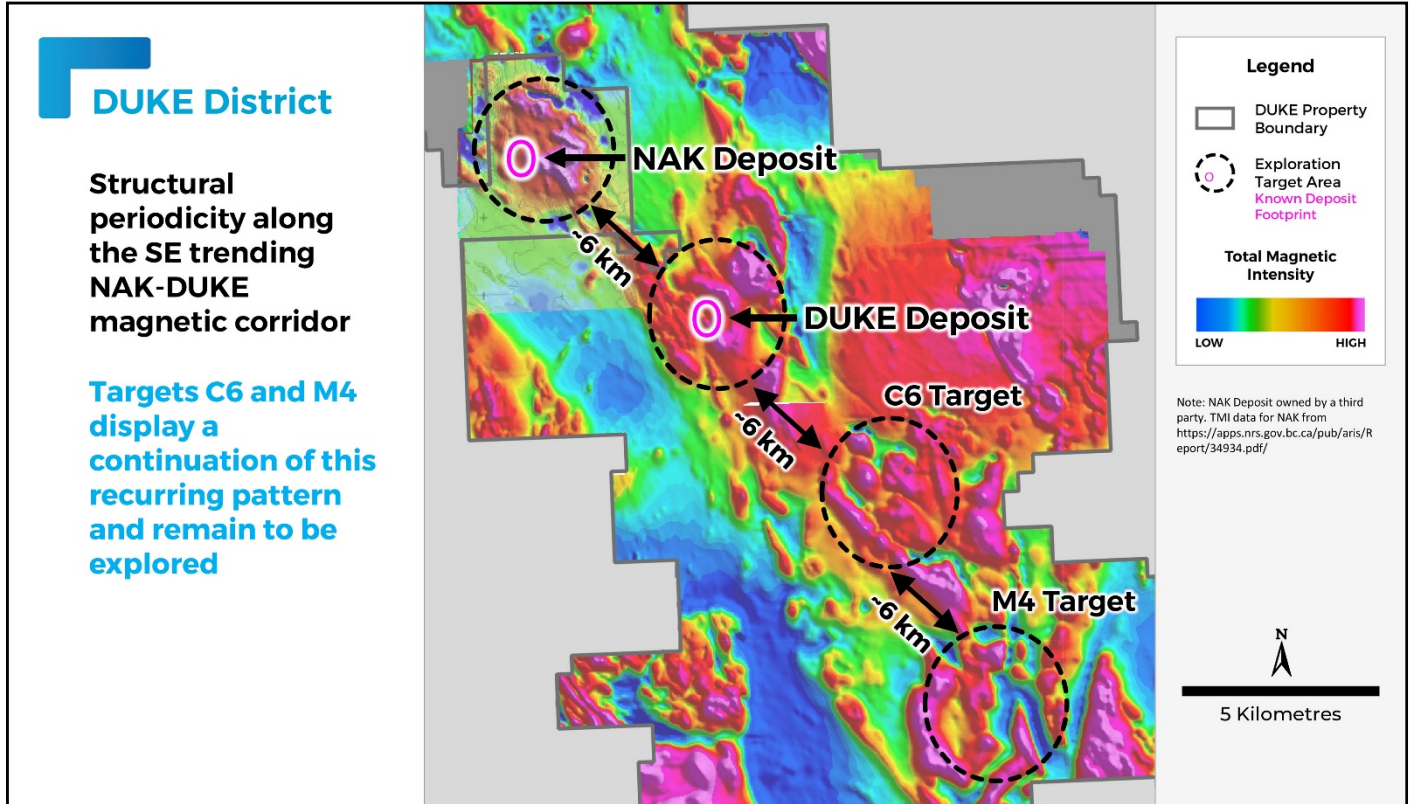 DUKE District
Structural
periodicity along
the SE trending
NAK-DUKE
magnetic corridor
Targets C6 and M4
display a
continuation of this
recurring pattern
and remain to be
explored
NAK Deposit
~6 km
DUKE Deposit
~6 km
C6 Target
~6 km
M4 Target
Legend
DUKE Property
Boundary
Exploration
Target Area
Known Deposit
Footprint
Total Magnetic
Intensity
LOW HIGH
Note: NAK Deposit owned by a third
party. TMI data for NAK from
https://apps.nrs.gov.bc.ca/pub/aris/R
eport/34934.pdf/
N
5 Kilometres